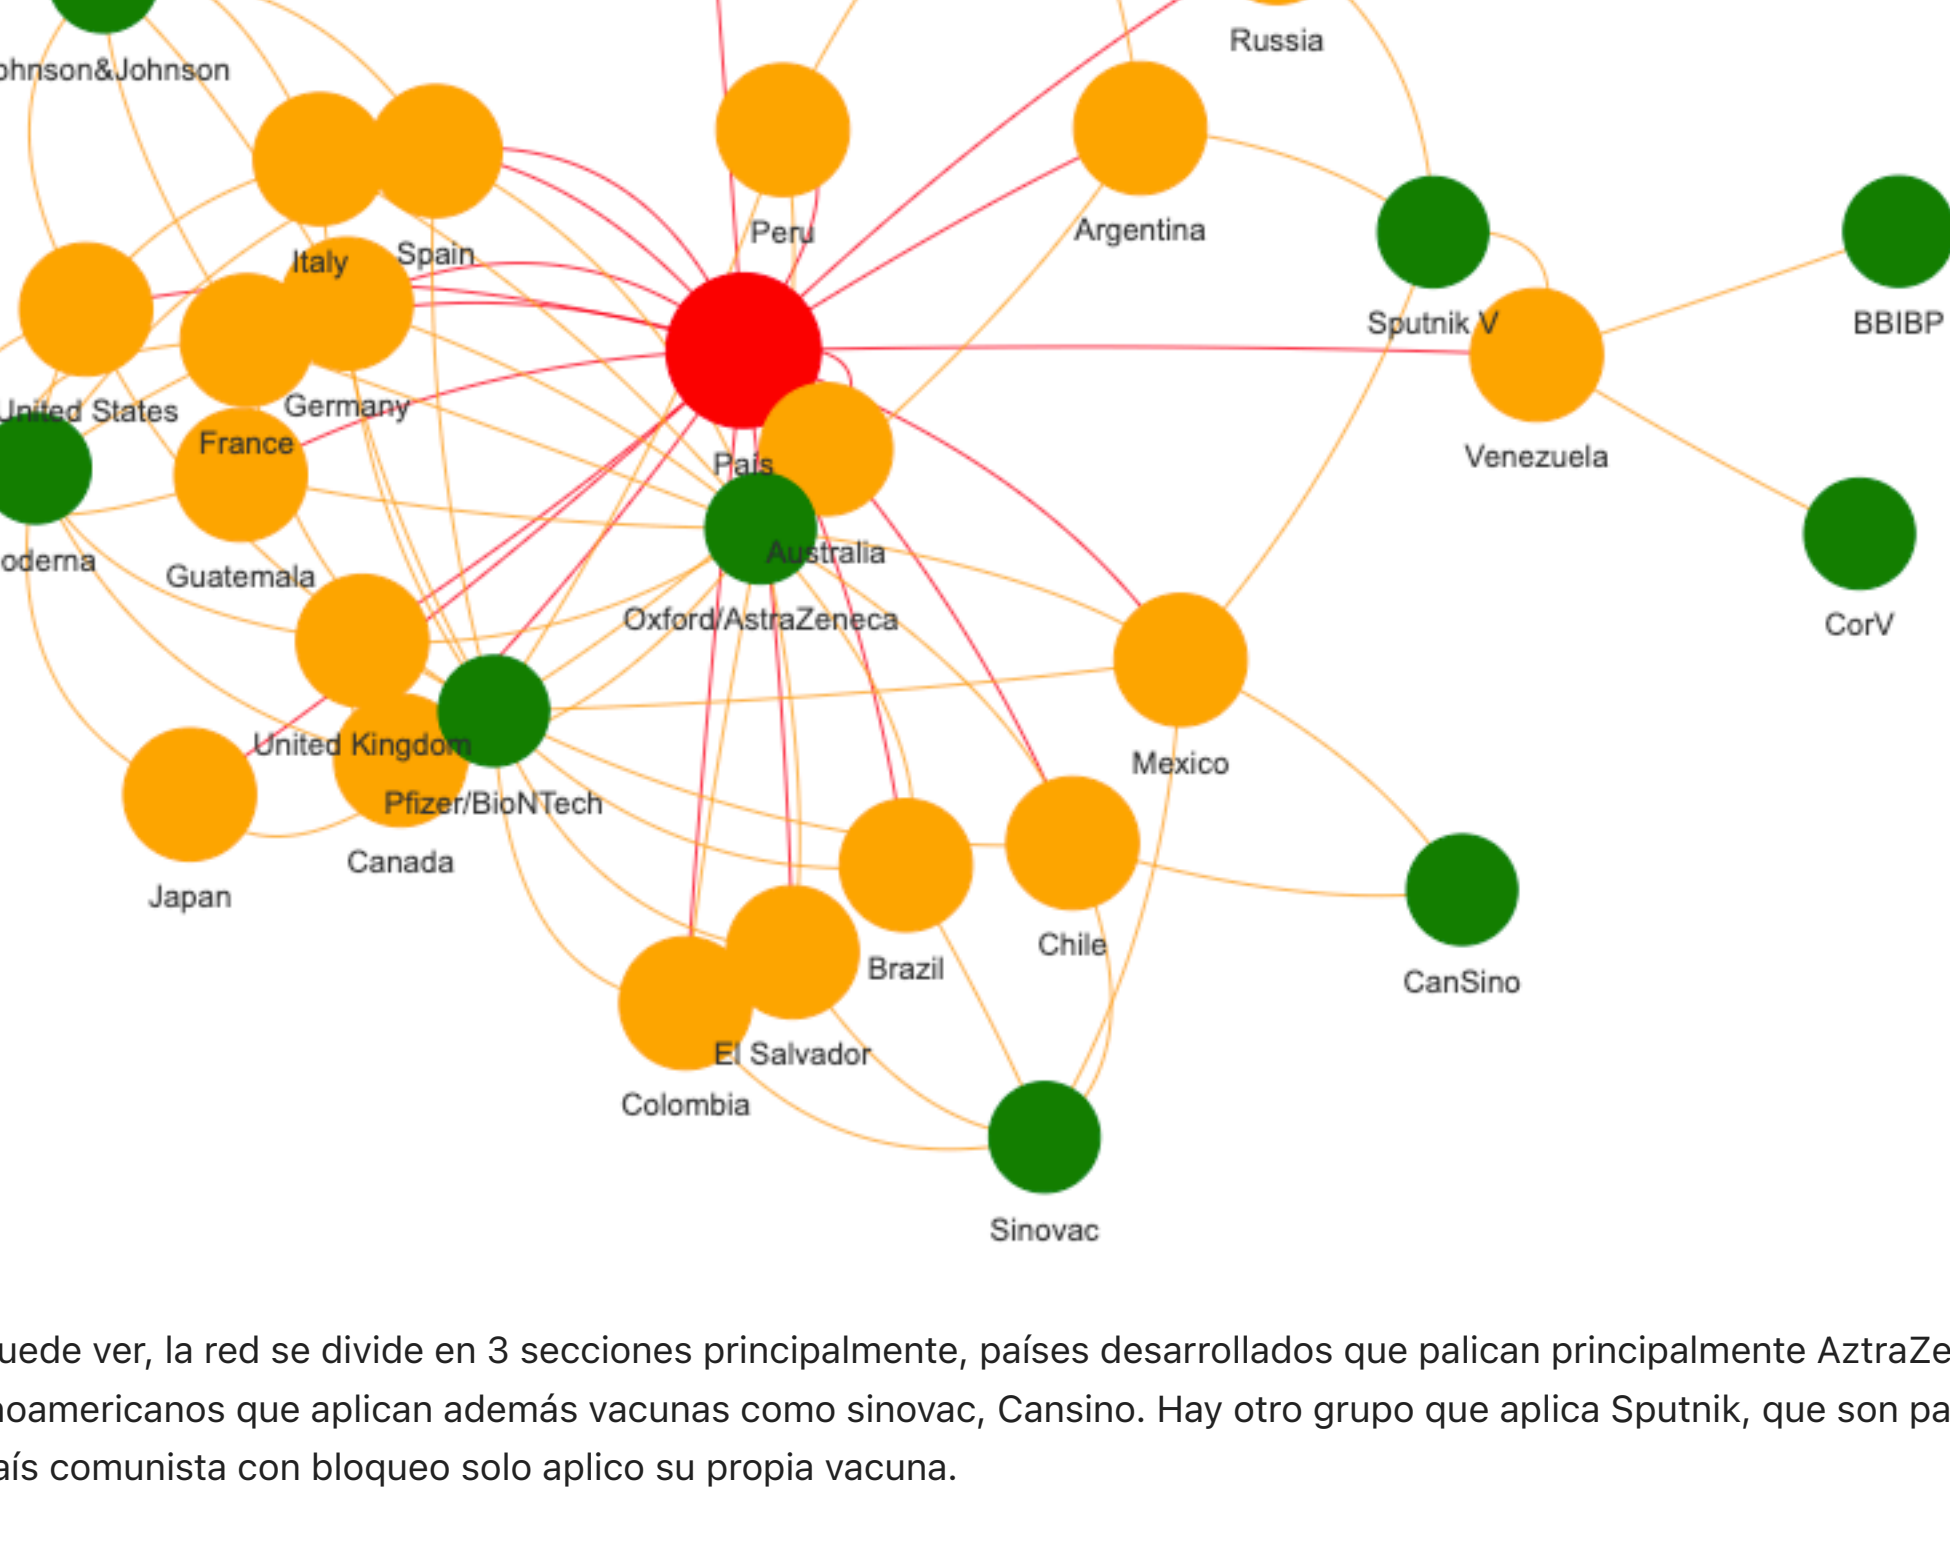 Russia
ohnson&Johnson
Peru
Argentina
Italy
Spain
Sputnik V
BBIBP
United States
Germany
France
País
Venezuela
oderna
Australia
Guatemala
Oxford/AstraZeneca
CorV
United Kingdom
Mexico
Pfizer/BioNTech
Canada
Japan
Chile
Brazil
CanSino
El Salvador
Colombia
Sinovac
uede ver, la red se divide en 3 secciones principalmente, países desarrollados que palican principalmente AztraZe
noamericanos que aplican además vacunas como sinovac, Cansino. Hay otro grupo que aplica Sputnik, que son pa
aís comunista con bloqueo solo aplico su propia vacuna.